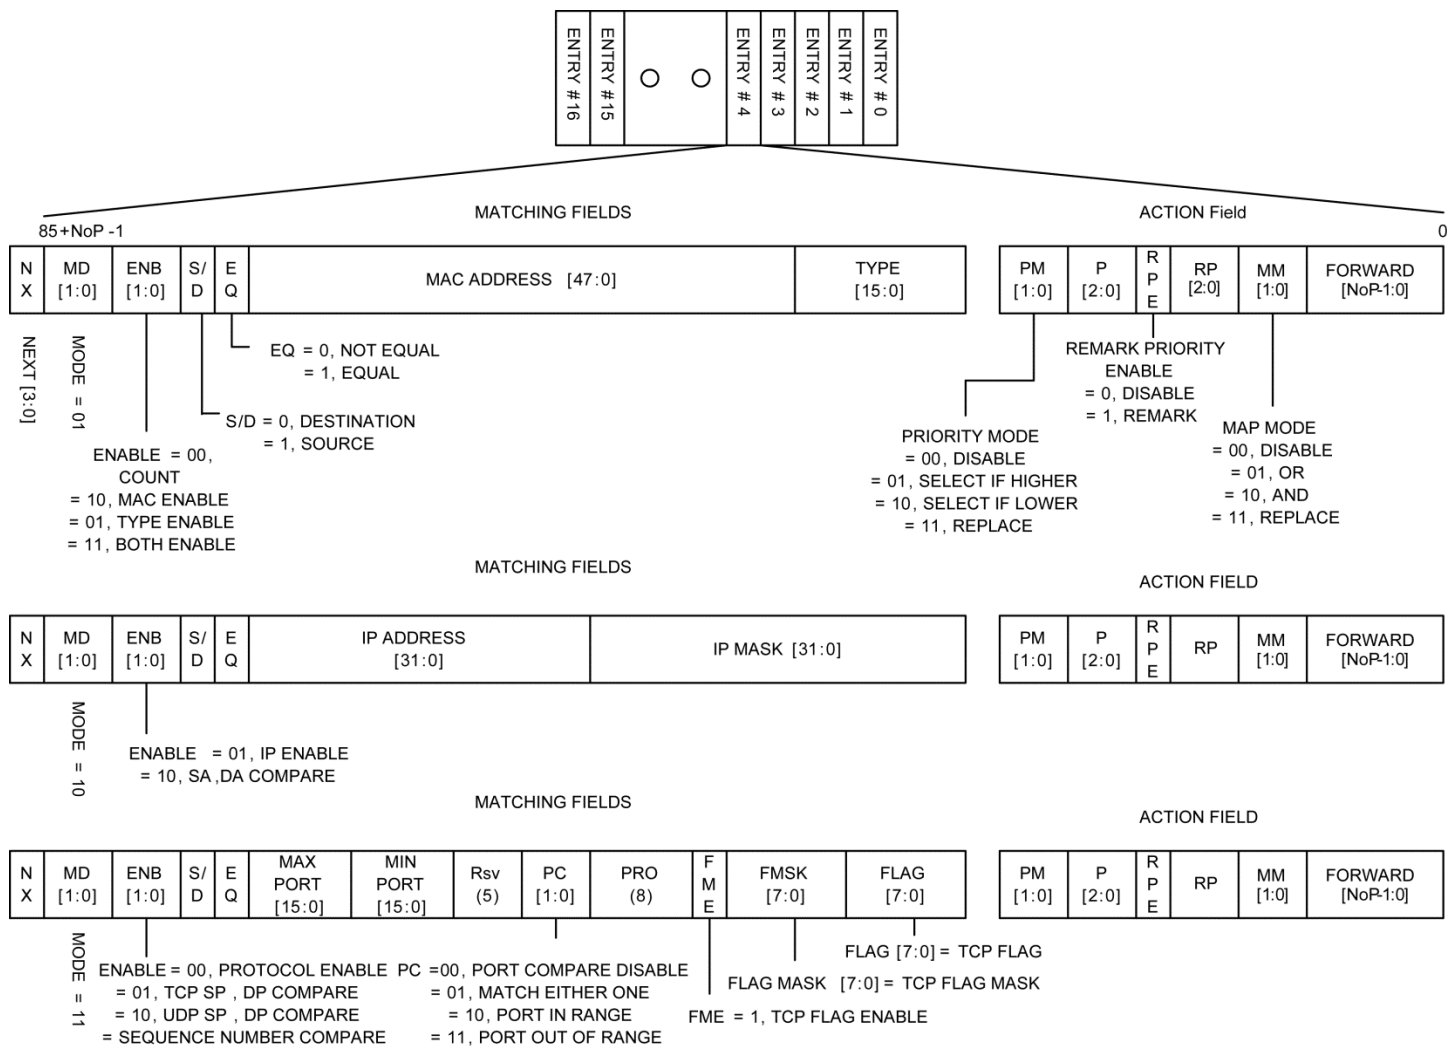 ENTRY #16
ENTRY #15
ENTRY # 4
ENTRY # 3
ENTRY # 2
ENTRY # 1
ENTRY # 0
MATCHING FIELDS
ACTION Field
85+NoP -1
0
N
X
MD
[1:0]
ENB
[1:0]
S/
D
E
Q
MAC ADDRESS [47:0]
TYPE
[15:0]
PM
[1:0]
P
[2:0]
R
P
E
RP
[2:0]
MM
[1:0]
FORWARD
[NoP-1:0]
NEXT [3:0]
MODE = 01
EQ = 0, NOT EQUAL
= 1, EQUAL
S/D = 0, DESTINATION
= 1, SOURCE
ENABLE = 00,
COUNT
= 10, MAC ENABLE
= 01, TYPE ENABLE
= 11, BOTH ENABLE
PRIORITY MODE
= 00, DISABLE
= 01, SELECT IF HIGHER
= 10, SELECT IF LOWER
= 11, REPLACE
REMARK PRIORITY
ENABLE
= 0, DISABLE
= 1, REMARK
MAP MODE
= 00, DISABLE
= 01, OR
= 10, AND
= 11, REPLACE
MATCHING FIELDS
ACTION FIELD
N
X
MD
[1:0]
ENB
[1:0]
S/
D
E
Q
IP ADDRESS
[31:0]
IP MASK [31:0]
PM
[1:0]
P
[2:0]
R
P
E
RP
MM
[1:0]
FORWARD
[NoP-1:0]
MODE = 10
ENABLE = 01, IP ENABLE
= 10, SA ,DA COMPARE
MATCHING FIELDS
ACTION FIELD
N
X
MD
[1:0]
ENB
[1:0]
S/
D
E
Q
MAX
PORT
[15:0]
MIN
PORT
[15:0]
Rsv
(5)
PC
[1:0]
PRO
(8)
F
M
E
FMSK
[7:0]
FLAG
[7:0]
PM
[1:0]
P
[2:0]
R
P
E
RP
MM
[1:0]
FORWARD
[NoP-1:0]
MODE = 11
ENABLE = 00, PROTOCOL ENABLE
= 01, TCP SP , DP COMPARE
= 10, UDP SP , DP COMPARE
= SEQUENCE NUMBER COMPARE
PC =00, PORT COMPARE DISABLE
= 01, MATCH EITHER ONE
= 10, PORT IN RANGE
= 11, PORT OUT OF RANGE
FLAG [7:0] = TCP FLAG
FLAG MASK [7:0] = TCP FLAG MASK
FME = 1, TCP FLAG ENABLE